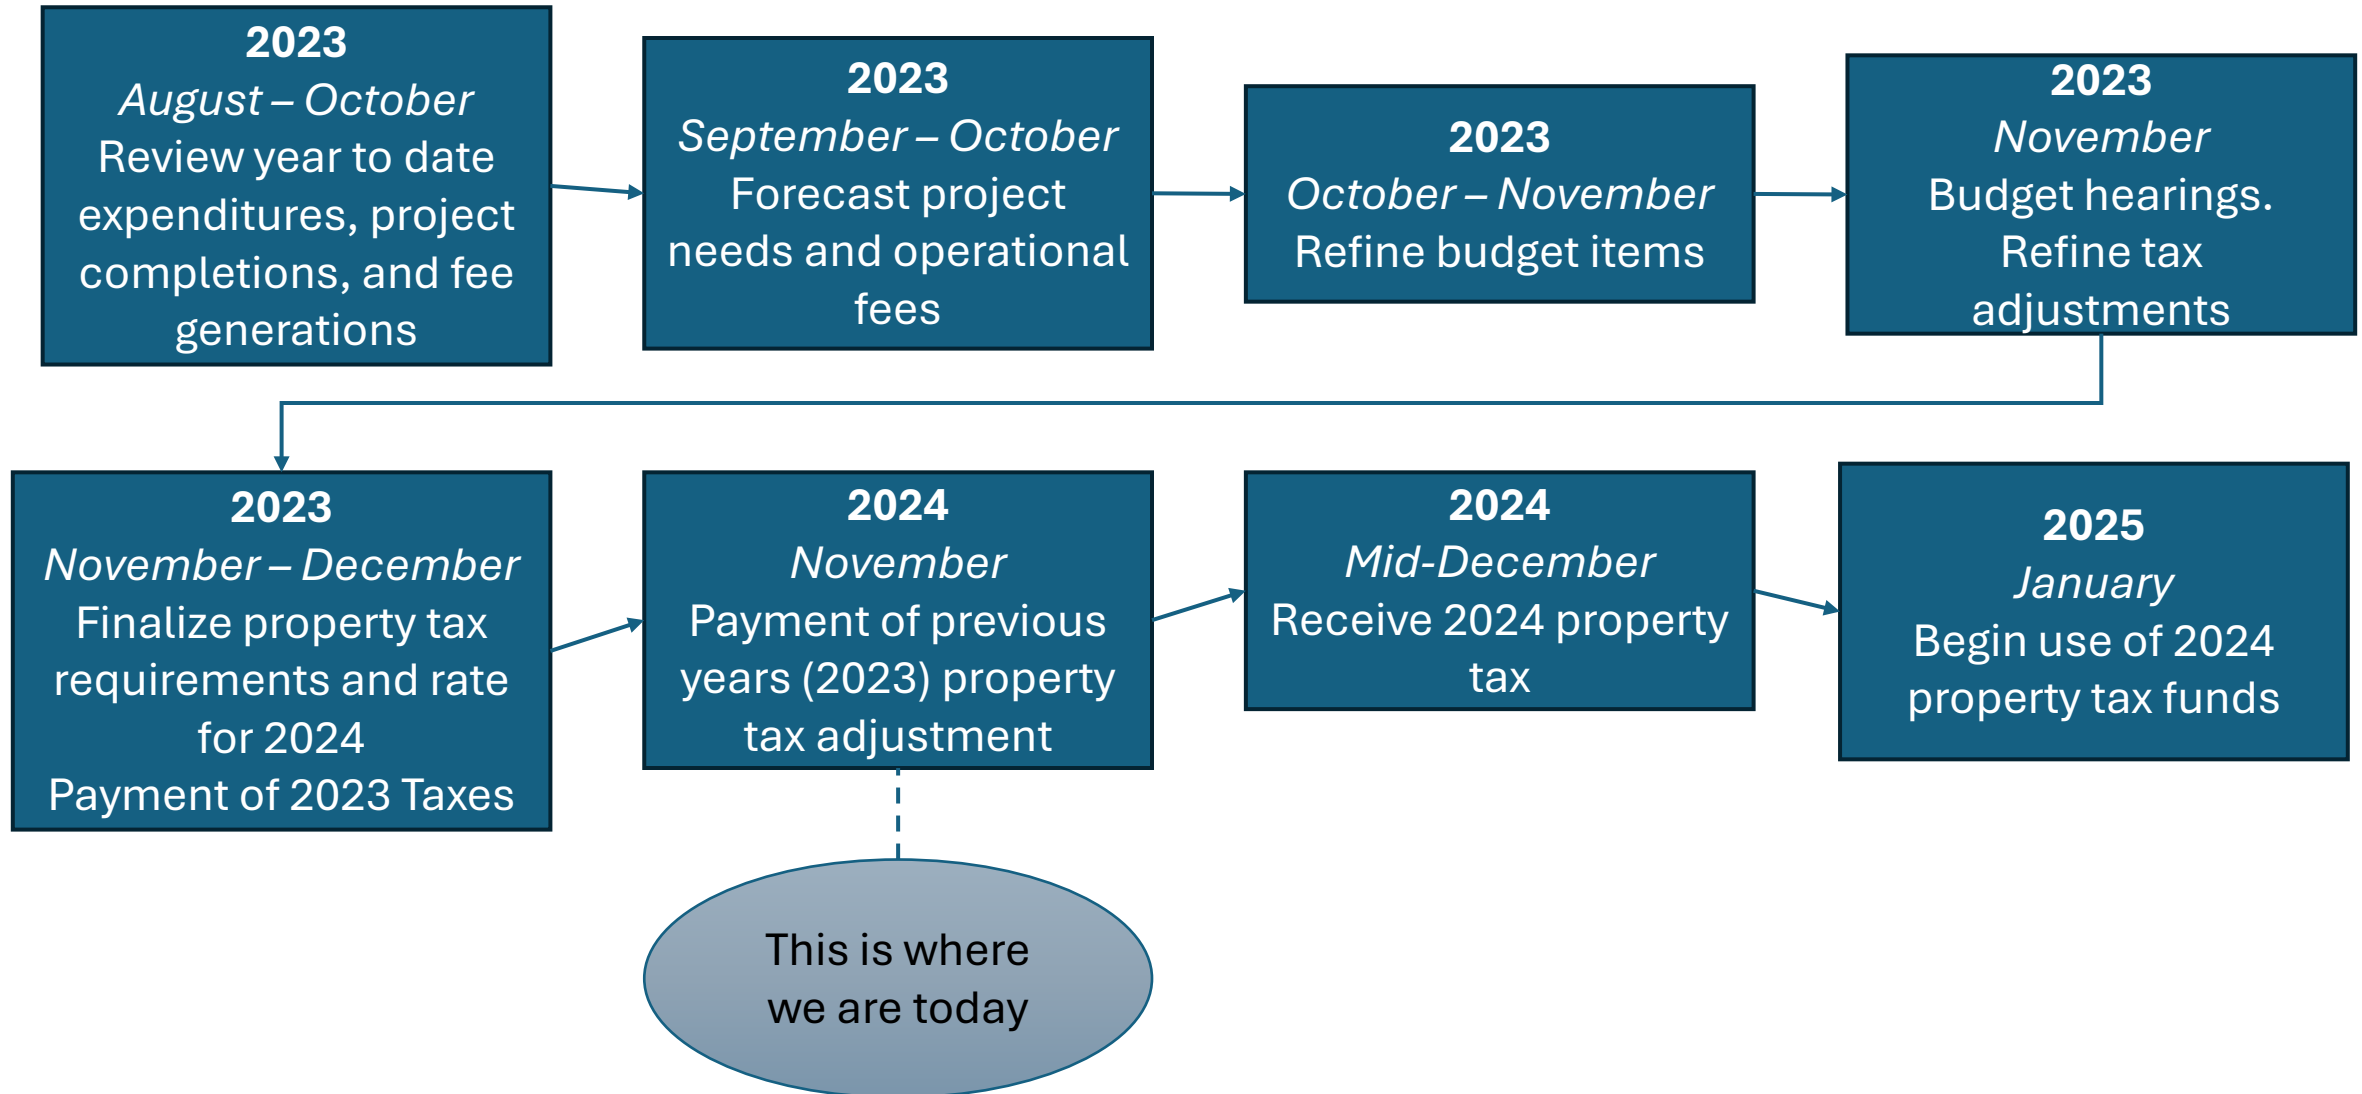 2023
August – October
Review year to date
expenditures, project
completions, and fee
generations
2023
September – October
Forecast project
needs and operational
fees
2023
October – November
Refine budget items
2023
November
Budget hearings.
Refine tax
adjustments
2023
November – December
Finalize property tax
requirements and rate
for 2024
Payment of 2023 Taxes
2024
November
Payment of previous
years (2023) property
tax adjustment
2024
Mid-December
Receive 2024 property
tax
2025
January
Begin use of 2024
property tax funds
This is where
we are today